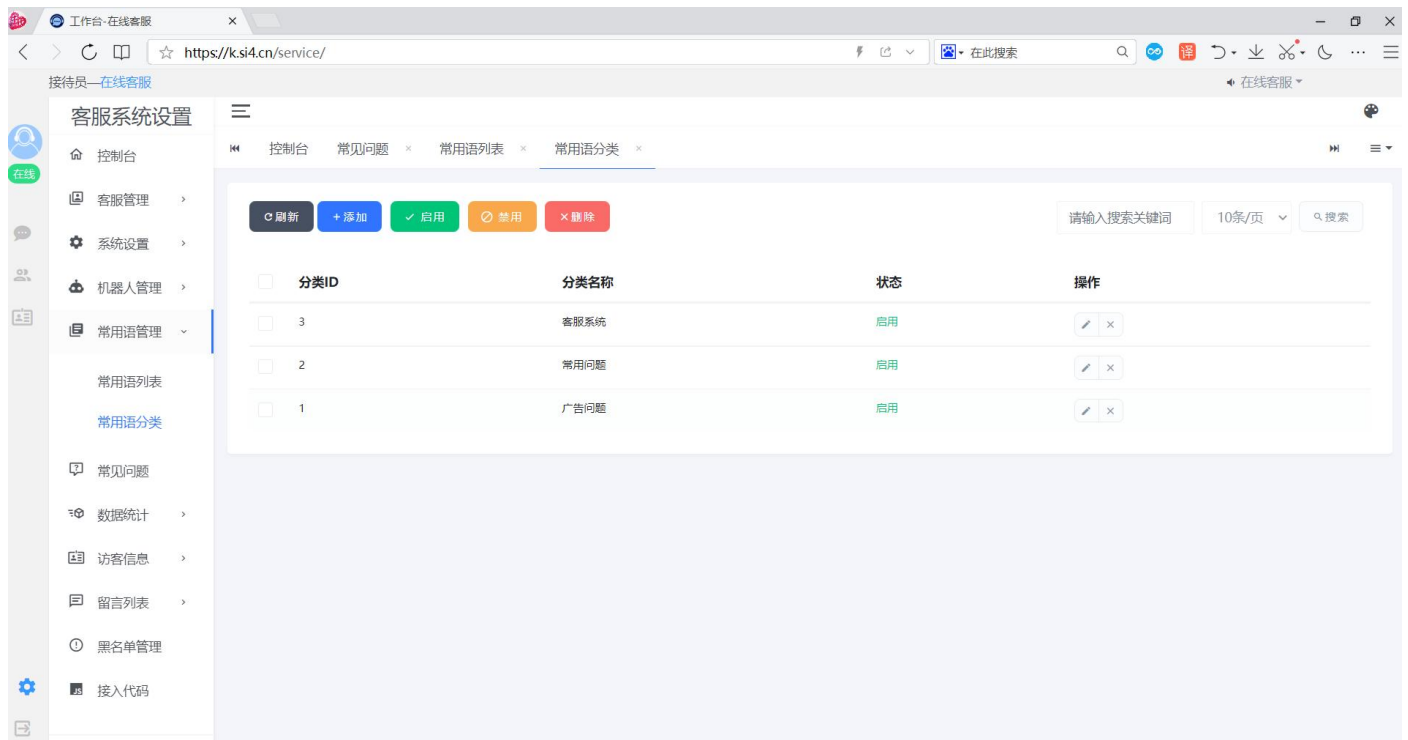 工作台-在线客服
https://k.si4.cn/service/
在此搜索
译
接待员—在线客服
在线客服
在线
客服系统设置
控制台
客服管理
系统设置
机器人管理
常用语管理
常用语列表
常用语分类
常见问题
数据统计
访客信息
留言列表
黑名单管理
JS 接入代码
控制台 常见问题 × 常用语列表 × 常用语分类 ×
刷新 +添加 启用 禁用 ×删除
请输入搜索关键词 10条/页 搜索
分类ID 分类名称 状态 操作
3 客服系统 启用
2 常用问题 启用
1 广告问题 启用